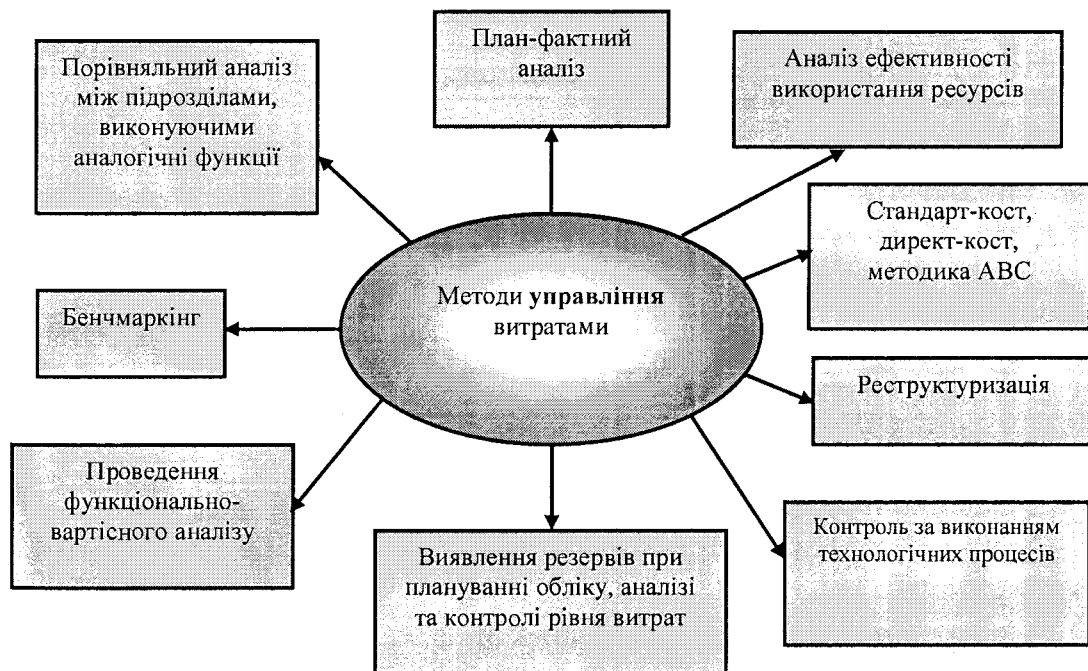 План-фактний
аналіз
Порівняльний аналіз
між підрозділами,
виконуючими
аналогічні функції
Аналіз ефективності
використання ресурсів
Стандарт-кост,
директ-кост,
методика АВС
Методи управління
витратами
Бенчмаркінг
Реструктуризація
Проведення
функціонально-
вартісного аналізу
Виявлення резервів при
плануванні обліку, аналізі
та контролі рівня витрат
Контроль за виконанням
технологічних процесів